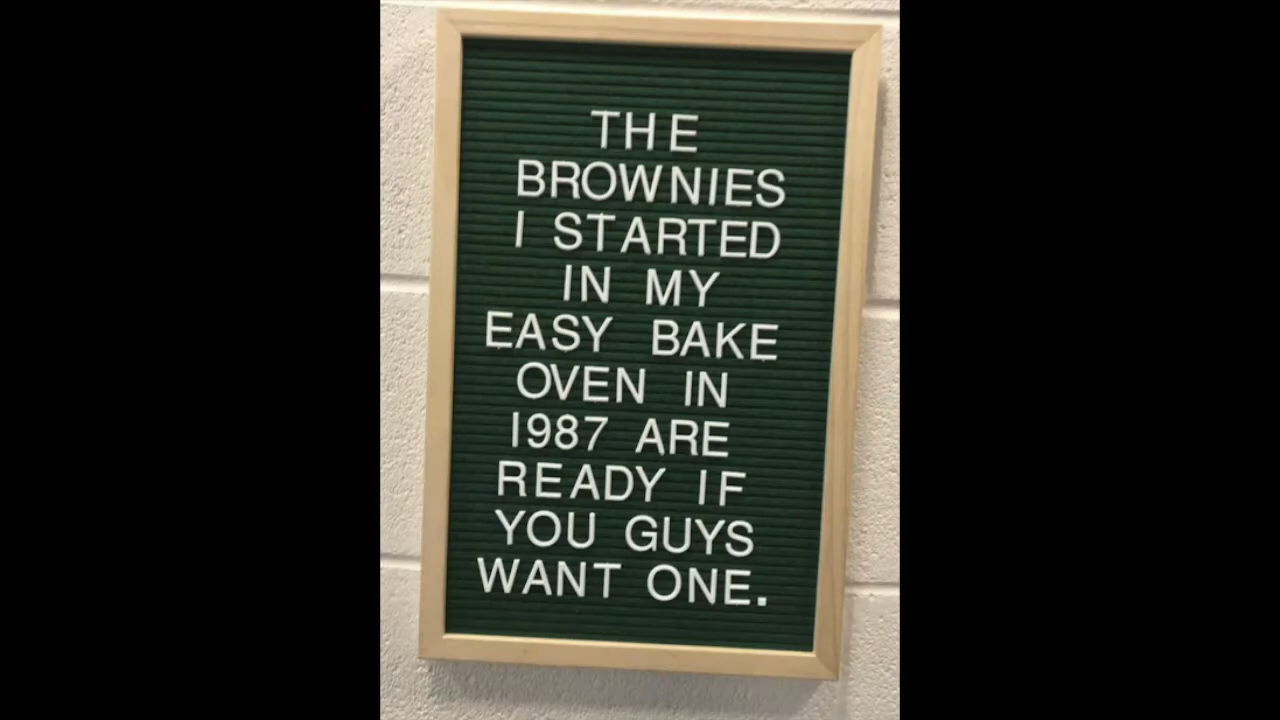 THE
BROWNIES
I STARTED
IN MY
EASY BAKE
OVEN IN
1987 ARE
READY IF
YOU GUYS
WANT ONE.